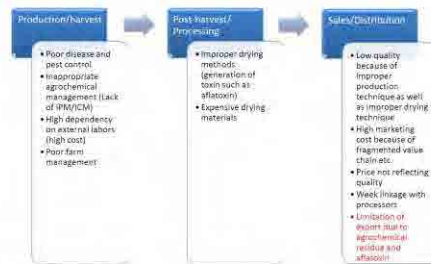 Production/harvest
• Poor disease and
pest control
• Inappropriate
agrochemical
management (Lack
of IPM/ICM)
• High dependency
on external labors
(high cost)
• Poor farm
management
Post-harvest/
Processing
• Improper drying
methods
(generation of
toxin such as
aflatoxin)
• Expensive drying
materials
Sales/Distribution
• Low quality
because of
improper
production
technique as well
as improper drying
technique
• High marketing
cost because of
fragmented value
chain etc.
• Price not reflecting
quality
• Week linkage with
processors
• Limitation of
export due to
agrochemical
residue and
aflatoxin